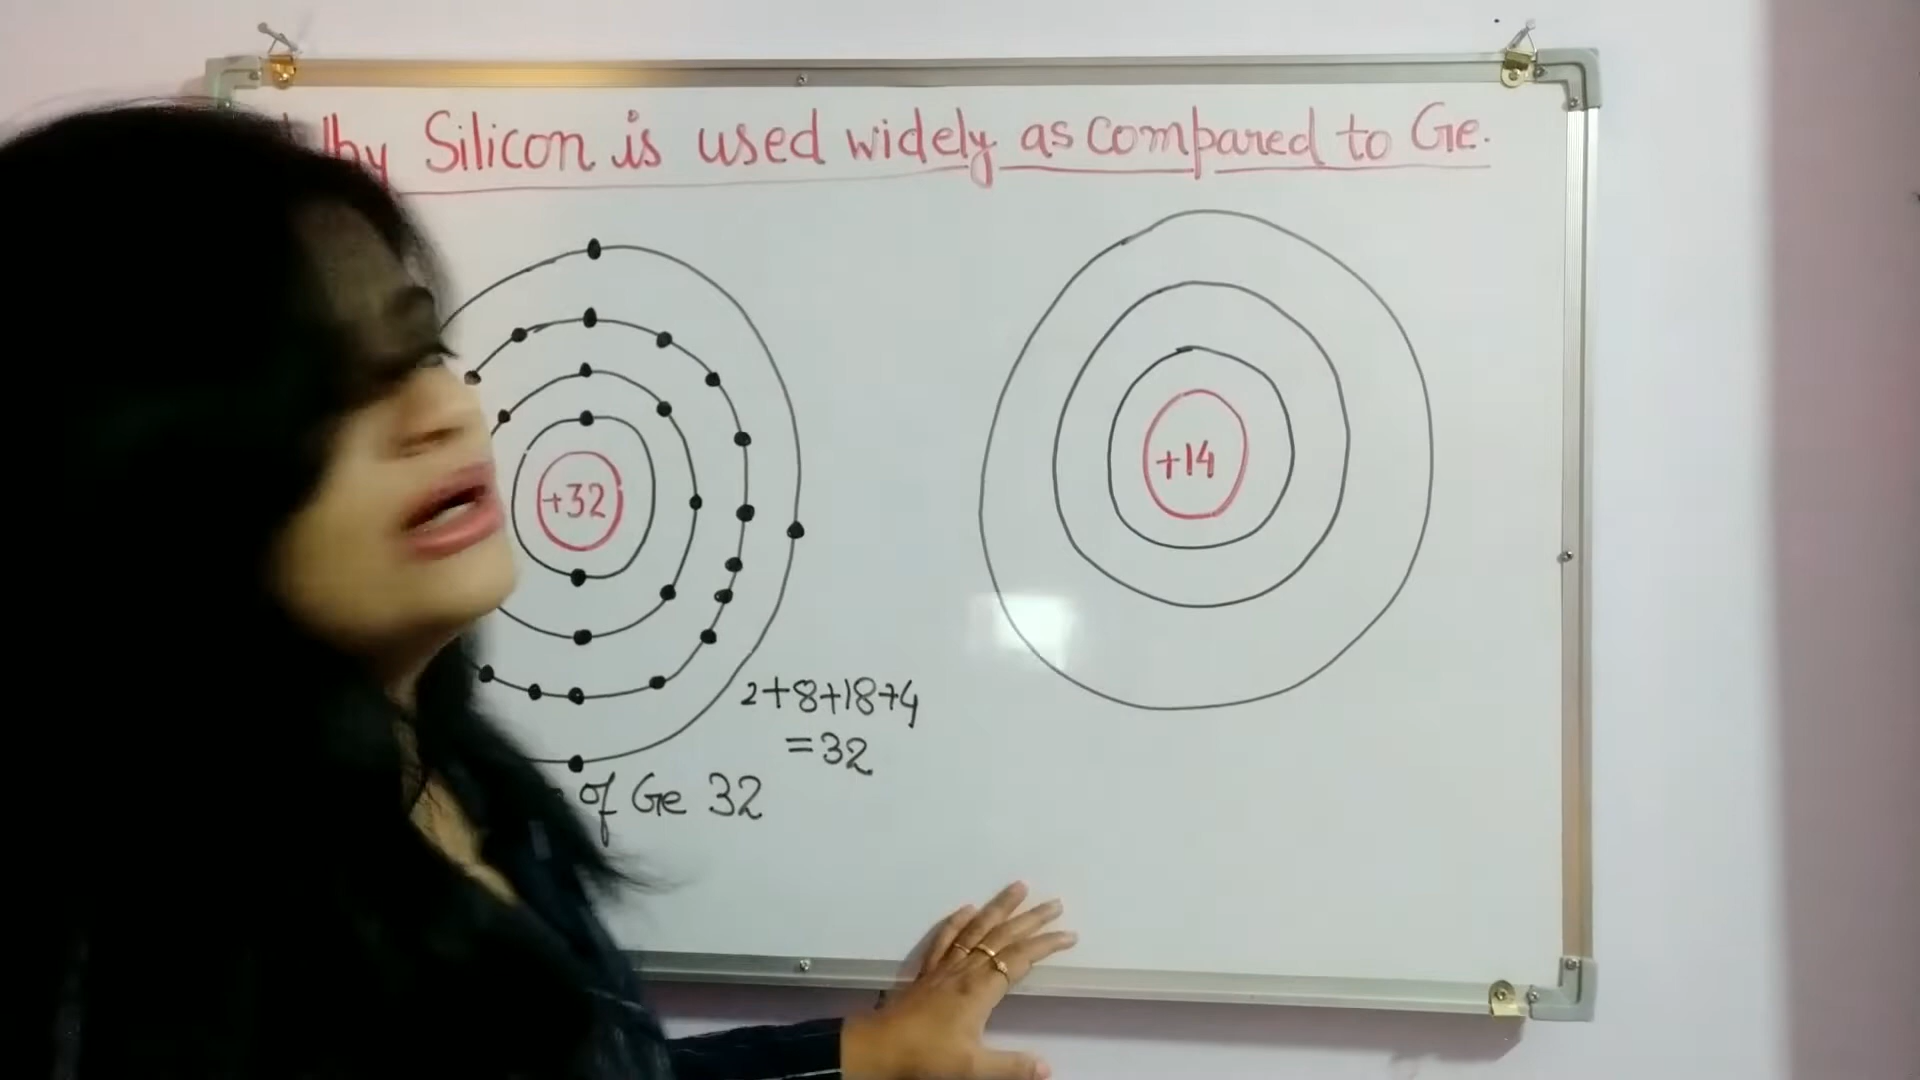 Silicon is used widely as compared to Ge.
+32
+14
2+8+18+4
=32
of Ge 32